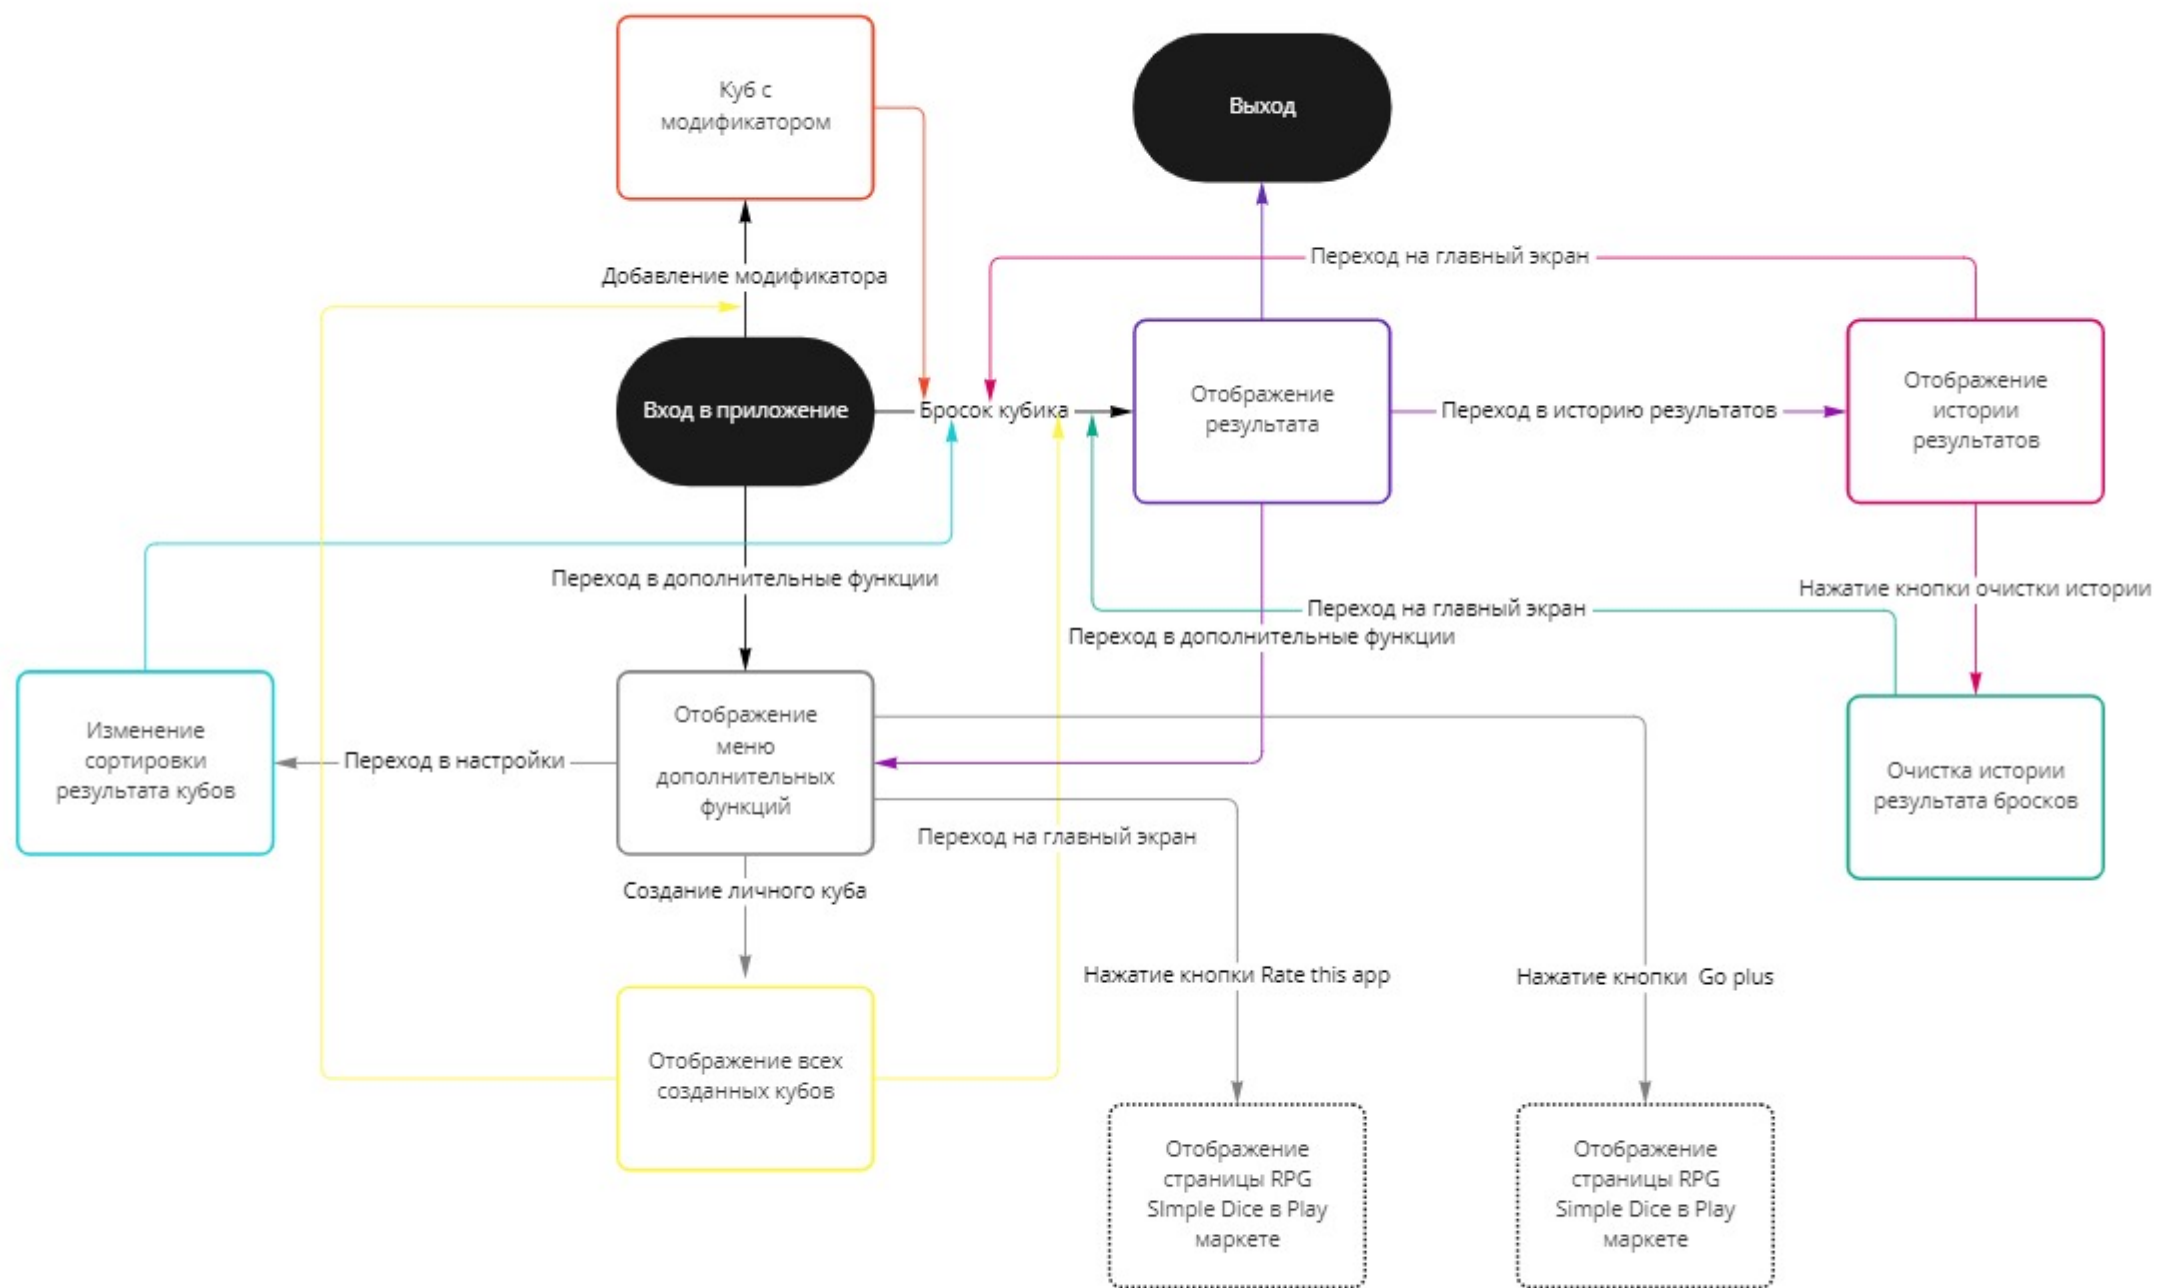 Куб с
модификатором
Выход
Переход на главный экран
Добавление модификатора
Вход в приложение
Бросок кубика
Отображение
результата
Переход в историю результатов
Отображение
истории
результатов
Переход в дополнительные функции
Нажатие кнопки очистки истории
Переход на главный экран
Переход в дополнительные функции
Изменение
сортировки
результата кубов
Переход в настройки
Отображение
меню
дополнительных
функций
Очистка истории
результата бросков
Переход на главный экран
Создание личного куба
Нажатие кнопки Rate this app
Нажатие кнопки  Go plus
Отображение всех
созданных кубов
Отображение
страницы RPG
SImple Dice в Play
маркете
Отображение
страницы RPG
Simple Dice в Play
маркете